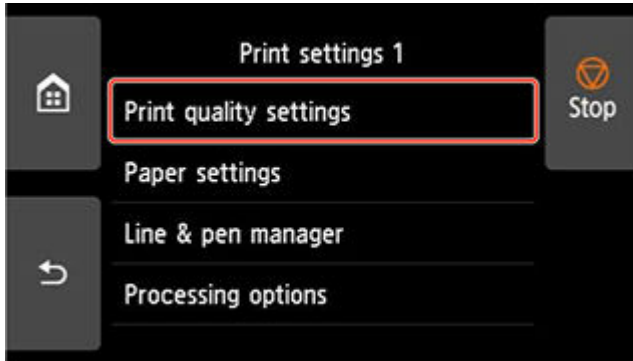 Print settings 1
Print quality settings
Stop
Paper settings
Line & pen manager
Processing options